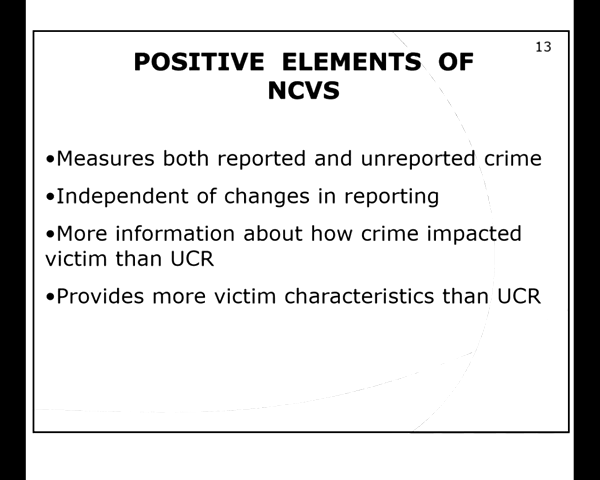 13
POSITIVE ELEMENTS OF
NCVS
•Measures both reported and unreported crime
•Independent of changes in reporting
•More information about how crime impacted
victim than UCR
•Provides more victim characteristics than UCR